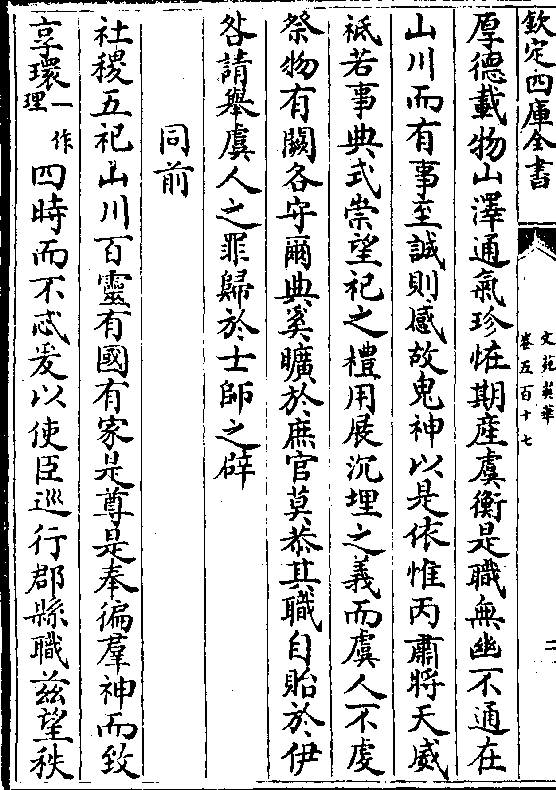 欽定四庫全書
文苑英華
卷五百十七
二
厚德載物山澤通氣珍怪期産虞衡是職無幽不通在
山川而有事至誠則感故鬼神以是依惟丙肅將天威
祗若事典式崇望祀之禮用展沉埋之義而虞人不虔
祭物有闕各守爾典奚曠於庶官莫恭其職自貽於伊
咎請舉虞人之罪歸於士師之辟
同前
社稷五祀山川百靈有國有家是尊是奉徧羣神而致
享環一作理四時而不忒爰以使臣巡行郡縣職兹望秩